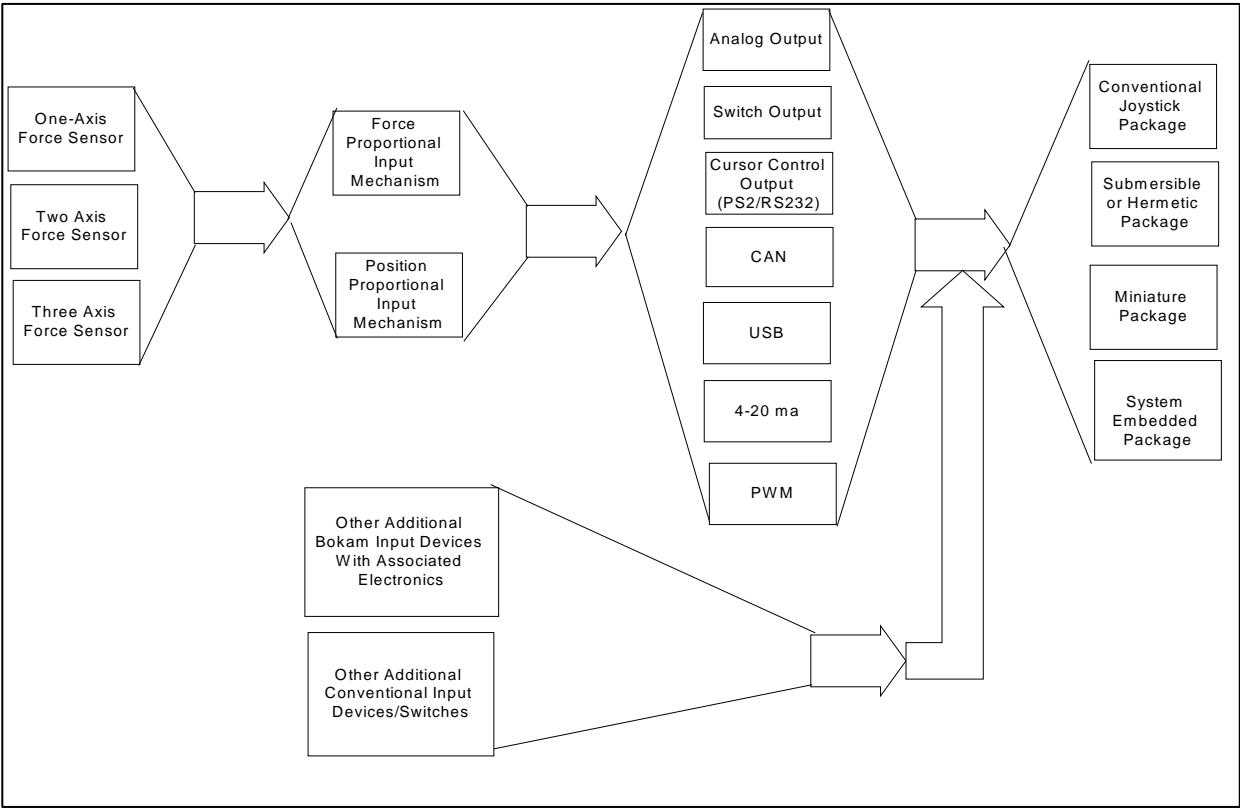 One-Axis
Force Sensor
Two Axis
Force Sensor
Three Axis
Force Sensor
Force
Proportional
Input
Mechanism
Position
Proportional
Input
Mechanism
Analog Output
Switch Output
Cursor Control
Output
(PS2/RS232)
CAN
USB
4-20 ma
PWM
Conventional
Joystick
Package
Submersible
or Hermetic
Package
Miniature
Package
System
Embedded
Package
Other Additional
Bokam Input Devices
With Associated
Electronics
Other Additional
Conventional Input
Devices/Switches